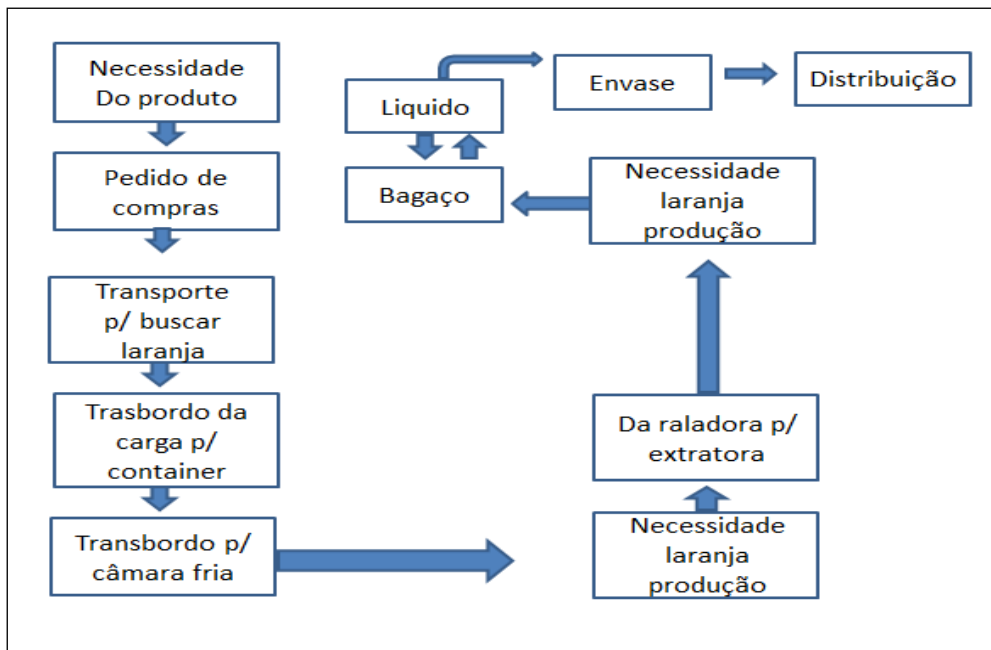 Necessidade
Do produto
Pedido de
compras
Transporte
p/ buscar
laranja
Trasbordo da
carga p/
container
Transbordo p/
câmara fria
Necessidade
laranja
produção
Da raladora p/
extratora
Necessidade
laranja
produção
Bagaço
Liquido
Envase
Distribuição